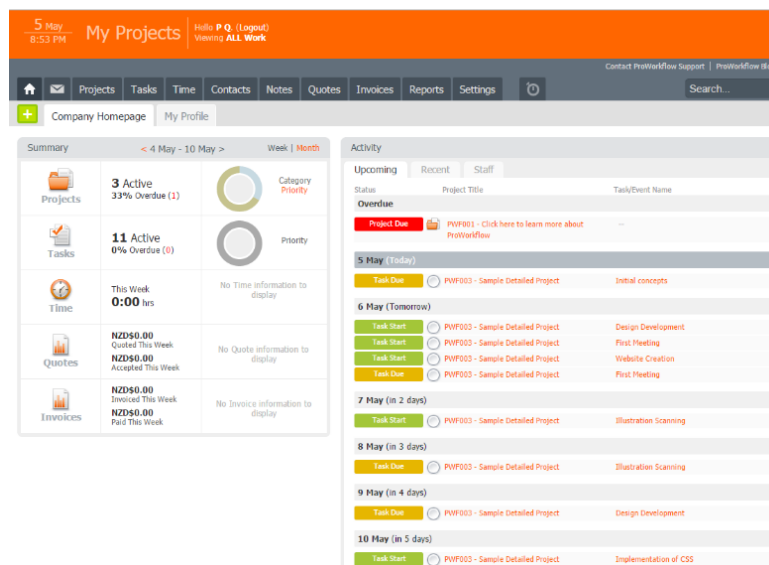 5 May
8:53 PM
My Projects
Hello P Q. (Logout)
Viewing ALL Work
Contact ProWorkflow Support | ProWorkflow
Projects Tasks Time Contacts Notes Quotes Invoices Reports Settings
Search...
+ Company Homepage My Profile
Summary < 4 May - 10 May > Week | Month
Projects
3 Active
33% Overdue (1)
Category
Priority
Tasks
11 Active
0% Overdue (0)
Priority
Time
This Week
0:00 hrs
No Time information to
display
Quotes
NZD$0.00
Quoted This Week
NZD$0.00
Accepted This Week
No Quote information to
display
Invoices
NZD$0.00
Invoiced This Week
NZD$0.00
Paid This Week
No Invoice information to
display
Activity
Upcoming Recent Staff
Status Project Title Task/Event Name
Overdue
Project Due PWF001 - Click here to learn more about --
ProWorkflow
5 May (Today)
Task Due PWF003 - Sample Detailed Project Initial concepts
6 May (Tomorrow)
Task Start PWF003 - Sample Detailed Project Design Development
Task Start PWF003 - Sample Detailed Project First Meeting
Task Start PWF003 - Sample Detailed Project Website Creation
Task Due PWF003 - Sample Detailed Project First Meeting
7 May (in 2 days)
Task Start PWF003 - Sample Detailed Project Illustration Scanning
8 May (in 3 days)
Task Due PWF003 - Sample Detailed Project Illustration Scanning
9 May (in 4 days)
Task Due PWF003 - Sample Detailed Project Design Development
10 May (in 5 days)
Task Start PWF003 - Sample Detailed Project Implementation of CSS